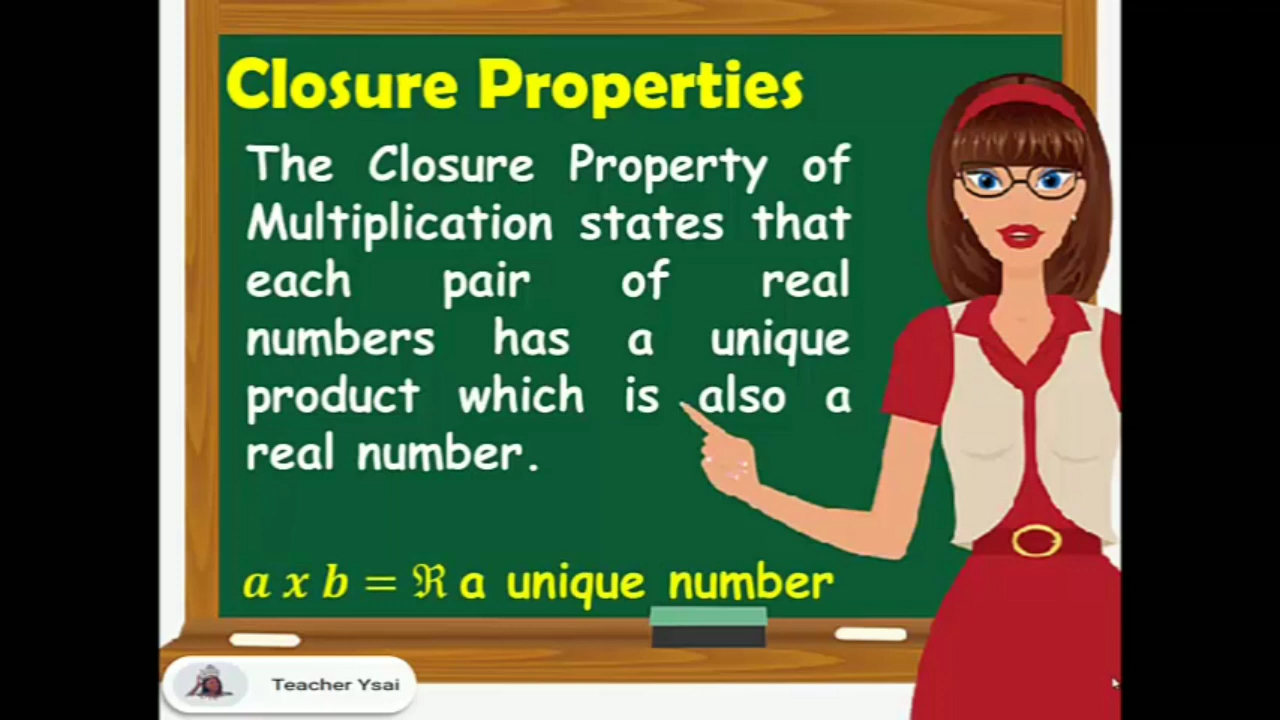 Closure Properties
The Closure Property of
Multiplication states that
each pair of real
numbers has a unique
product which is also a
real number.
a x b = ℜ a unique number
Teacher Ysai